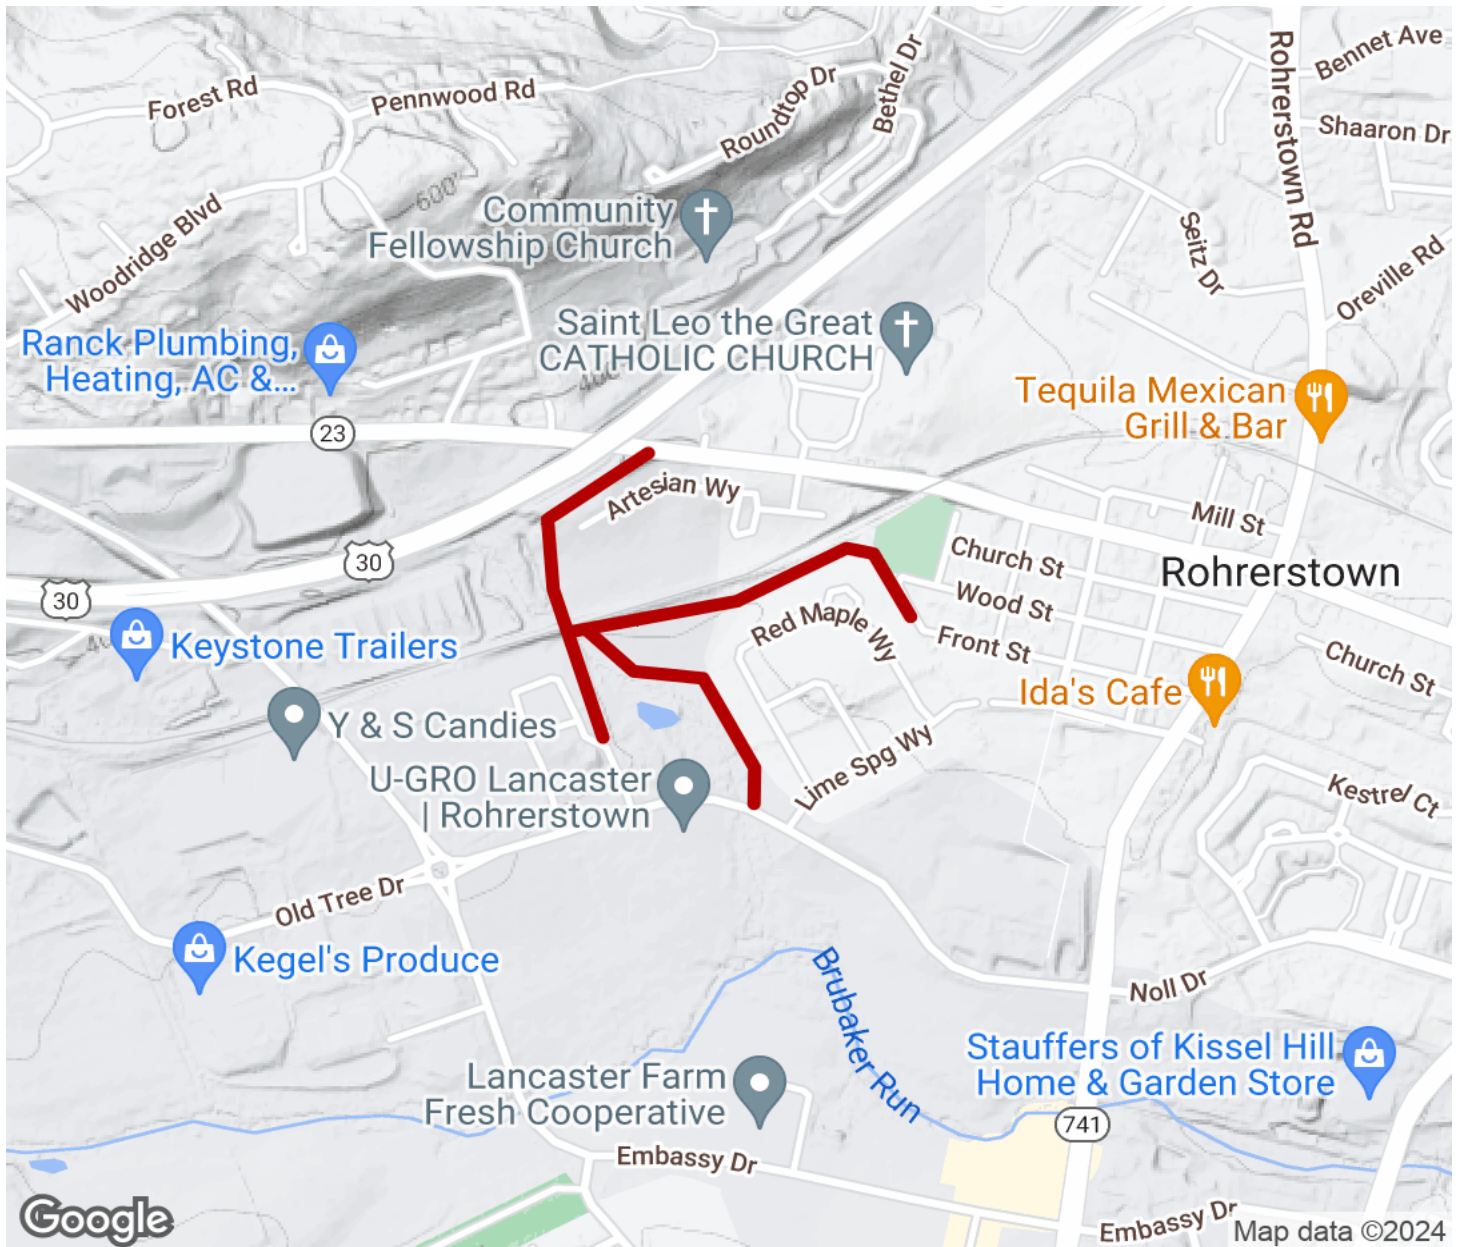 Bennet Ave
Forest Rd
Pennwood Rd
Roundtop Dr
Bethel Dr
Rohrerstown Rd
Shaaron Dr
600'
Community
Fellowship Church
Woodridge Blvd
Seitz Dr
Oreville Rd
Ranck Plumbing,
Heating, AC &...
Saint Leo the Great
CATHOLIC CHURCH
Tequila Mexican
Grill & Bar
23
Artesian Wy
Mill St
Church St
Rohrerstown
30
30
Wood St
Keystone Trailers
Red Maple Wy
Front St
Church St
Ida's Cafe
Y & S Candies
Lime Spg Wy
U-GRO Lancaster
| Rohrerstown
Kestrel Ct
Old Tree Dr
Kegel's Produce
Noll Dr
Brubaker Run
Stauffers of Kissel Hill
Home & Garden Store
Lancaster Farm
Fresh Cooperative
741
Embassy Dr
Embassy Dr
Google
Map data ©2024